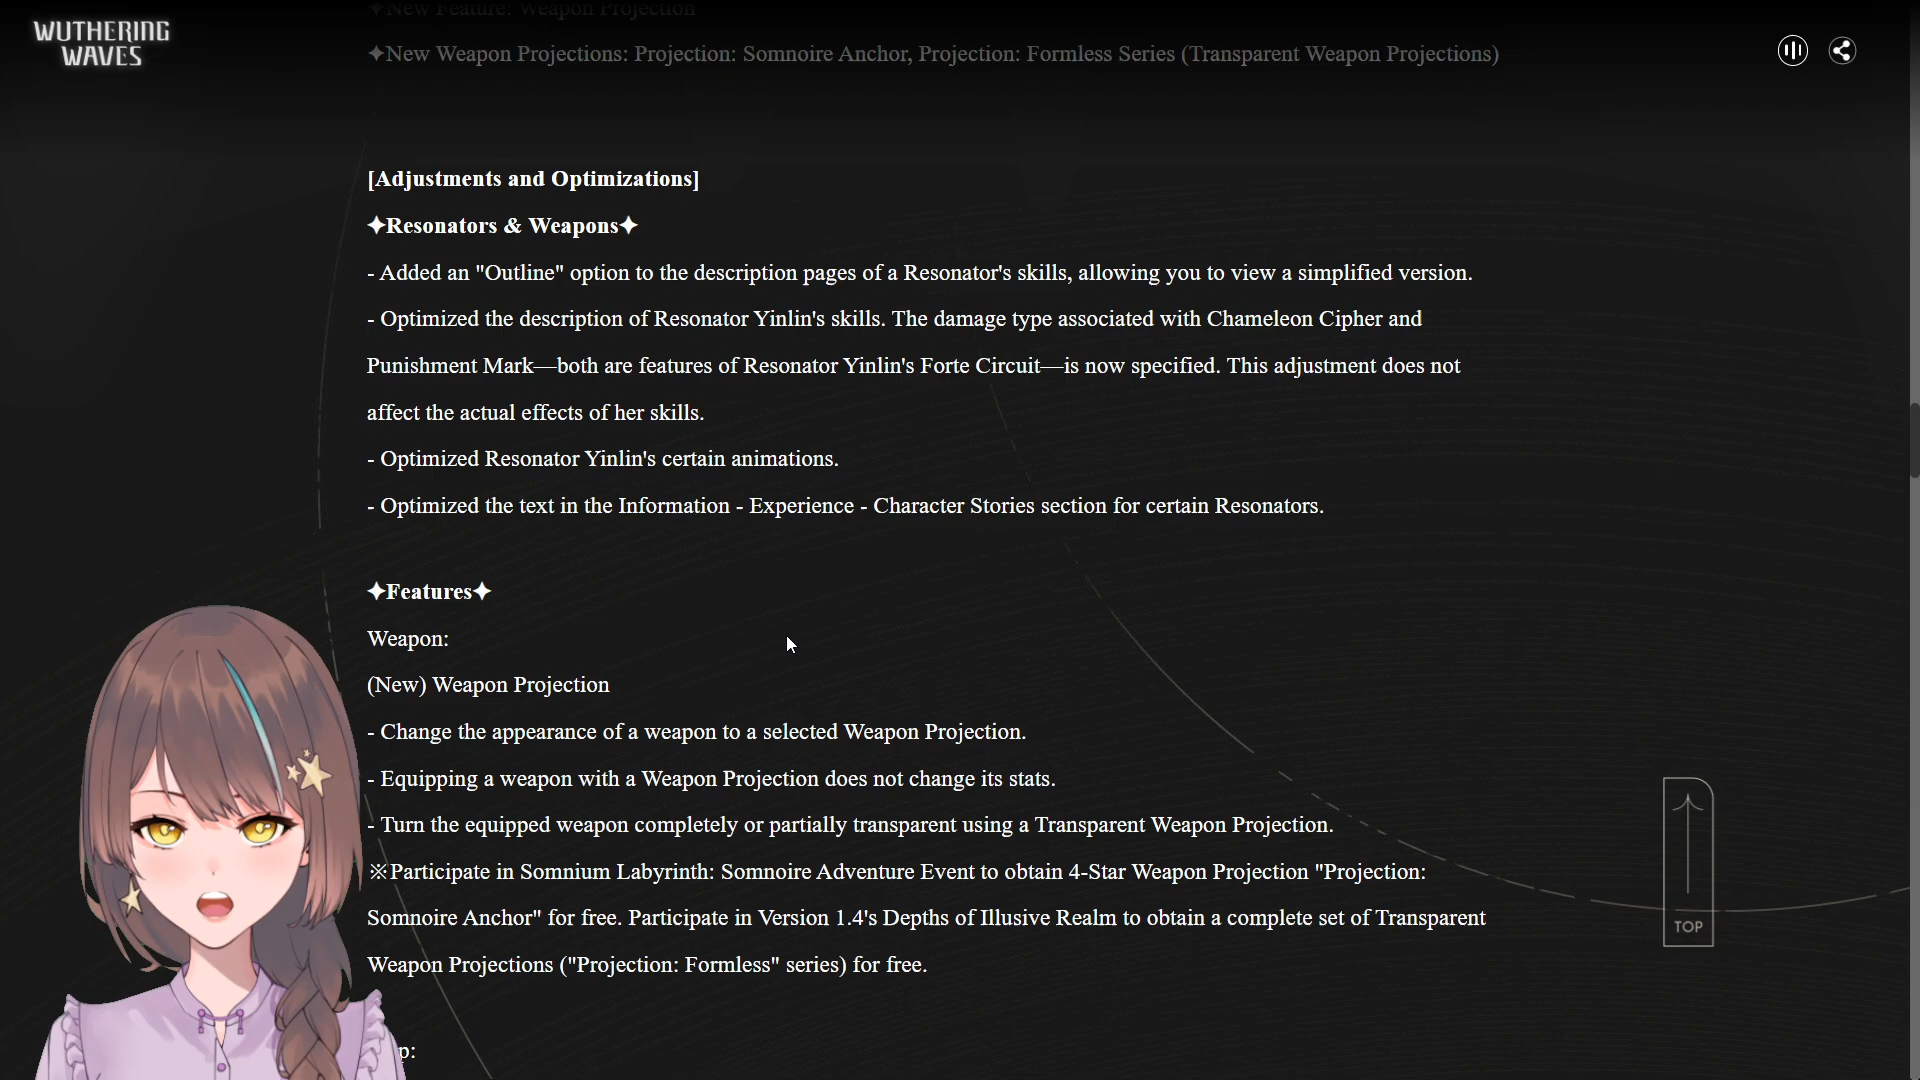 ✦New Feature: Weapon Projection
WUTHERING
WAVES
✦New Weapon Projections: Projection: Somnoire Anchor, Projection: Formless Series (Transparent Weapon Projections)
[Adjustments and Optimizations]
✦Resonators & Weapons✦
- Added an "Outline" option to the description pages of a Resonator's skills, allowing you to view a simplified version.
- Optimized the description of Resonator Yinlin's skills. The damage type associated with Chameleon Cipher and
Punishment Mark—both are features of Resonator Yinlin's Forte Circuit—is now specified. This adjustment does not
affect the actual effects of her skills.
- Optimized Resonator Yinlin's certain animations.
- Optimized the text in the Information - Experience - Character Stories section for certain Resonators.
✦Features✦
Weapon:
(New) Weapon Projection
- Change the appearance of a weapon to a selected Weapon Projection.
- Equipping a weapon with a Weapon Projection does not change its stats.
- Turn the equipped weapon completely or partially transparent using a Transparent Weapon Projection.
※Participate in Somnium Labyrinth: Somnoire Adventure Event to obtain 4-Star Weapon Projection "Projection:
Somnoire Anchor" for free. Participate in Version 1.4's Depths of Illusive Realm to obtain a complete set of Transparent
Weapon Projections ("Projection: Formless" series) for free.
TOP
p: